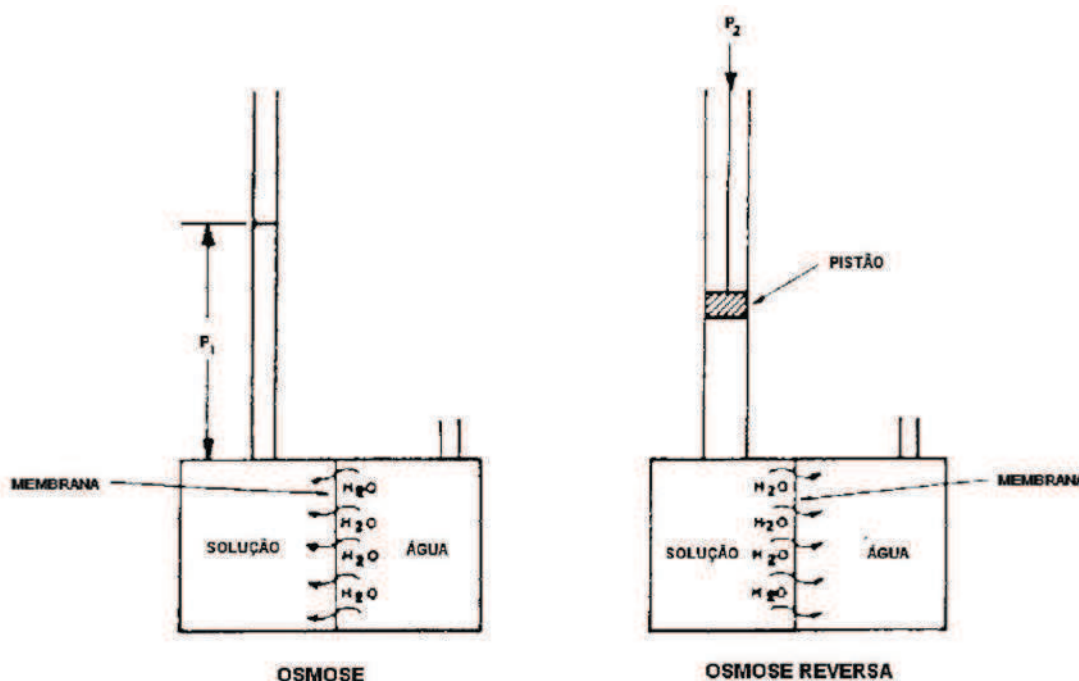 P₂
PISTÃO
P₁
MEMBRANA
H₂O
H₂O
H₂O
H₂O
SOLUÇÃO
ÁGUA
OSMOSE
MEMBRANA
H₂O
H₂O
H₂O
H₂O
SOLUÇÃO
ÁGUA
OSMOSE REVERSA